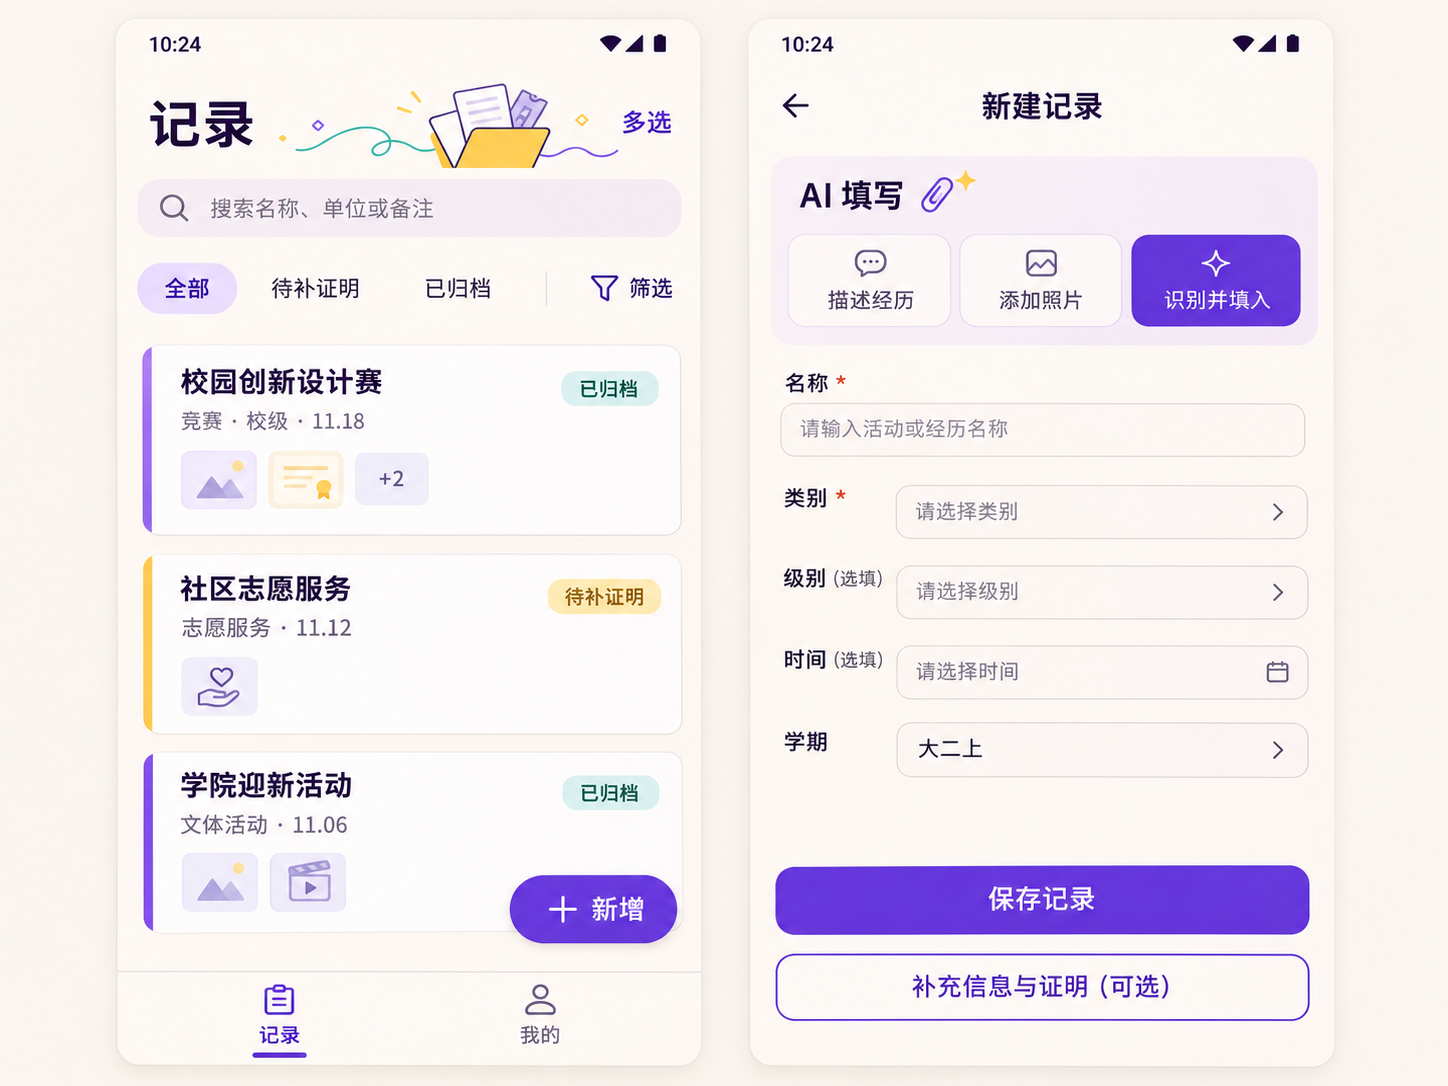 10:24
记录
多选
搜索名称、单位或备注
全部 待补证明 已归档 筛选
校园创新设计赛
已归档
竞赛 · 校级 · 11.18
+2
社区志愿服务
待补证明
志愿服务 · 11.12
学院迎新活动
已归档
文体活动 · 11.06
+ 新增
记录 我的
10:24
新建记录
AI 填写
描述经历 添加照片 识别并填入
名称 *
请输入活动或经历名称
类别 * 请选择类别
级别 (选填) 请选择级别
时间 (选填) 请选择时间
学期 大二上
保存记录
补充信息与证明 (可选)